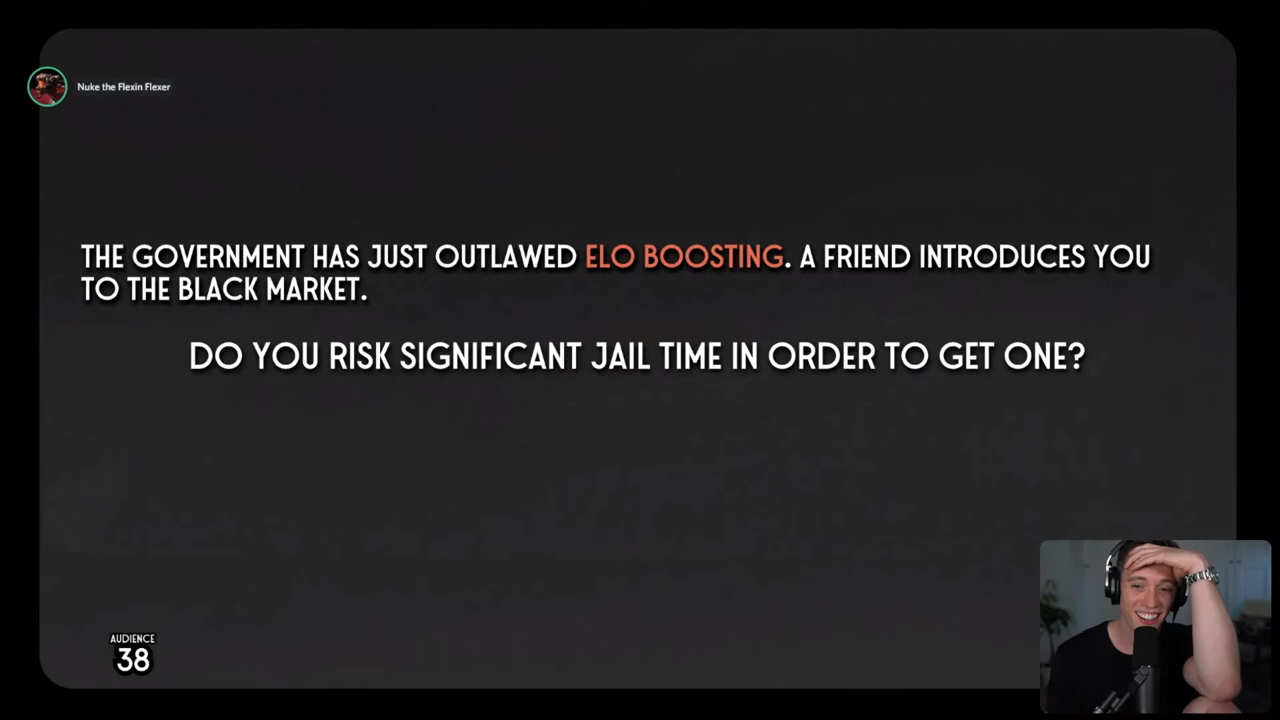 Nuke the Flexin Flexer
THE GOVERNMENT HAS JUST OUTLAWED ELO BOOSTING. A FRIEND INTRODUCES YOU
TO THE BLACK MARKET.
DO YOU RISK SIGNIFICANT JAIL TIME IN ORDER TO GET ONE?
AUDIENCE
38